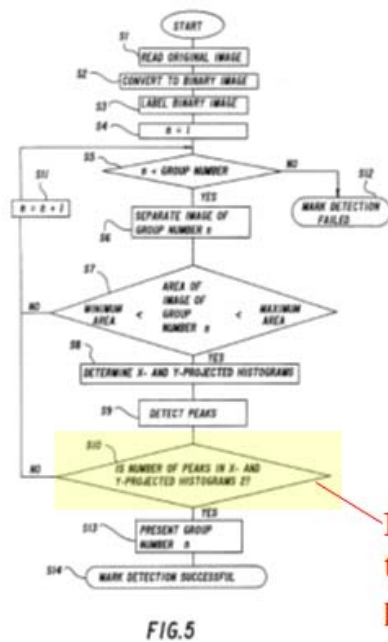 START
S1
READ ORIGINAL IMAGE
S2
CONVERT TO BINARY IMAGE
S3
LABEL BINARY IMAGE
S4
n = 1
S11
n = n + 1
S5
n < GROUP NUMBER
NO
S12
MARK DETECTION
FAILED
YES
SEPARATE IMAGE OF
GROUP NUMBER n
S6
S7
NO
MINIMUM
AREA
<
AREA OF
IMAGE OF
GROUP
NUMBER n
<
MAXIMUM
AREA
YES
S8
DETERMINE X- AND Y-PROJECTED HISTOGRAMS
S9
DETECT PEAKS
S10
NO
IS NUMBER OF PEAKS IN X- AND
Y-PROJECTED HISTOGRAMS 2?
YES
S13
PRESENT GROUP
NUMBER n
S14
MARK DETECTION SUCCESSFUL
FIG.5